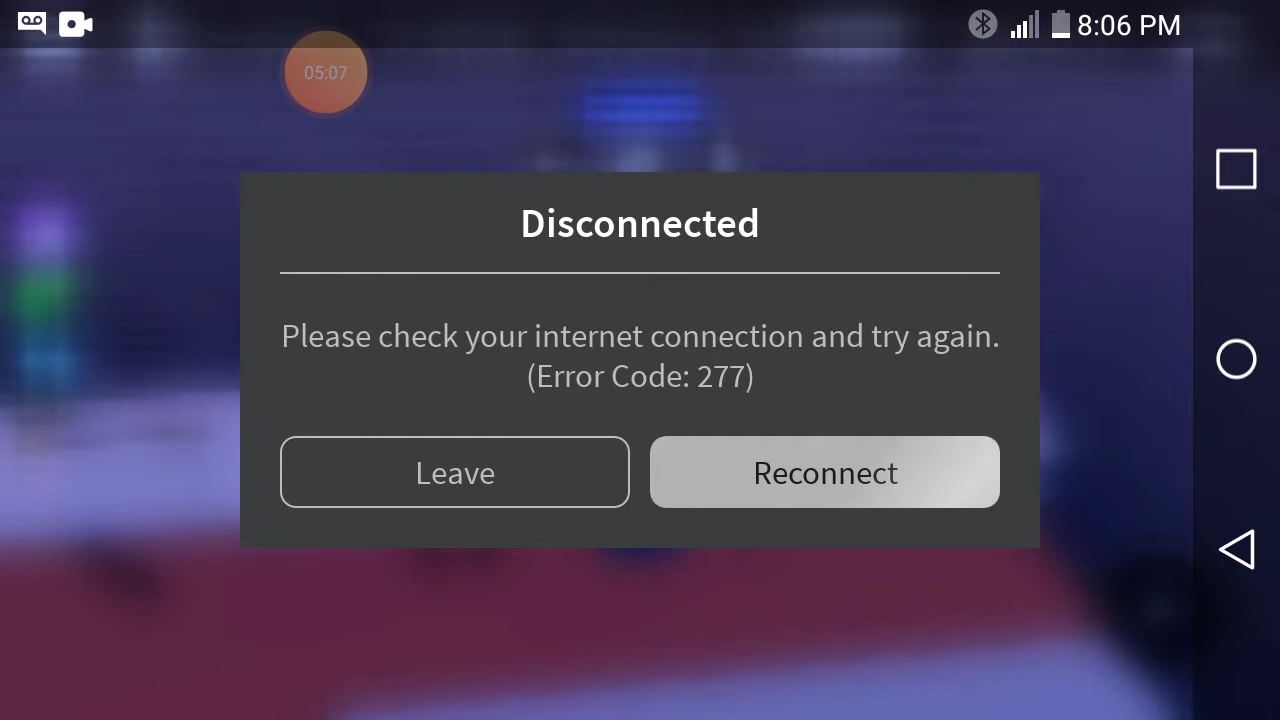 8:06 PM
05:07
Disconnected
Please check your internet connection and try again.
(Error Code: 277)
Leave
Reconnect